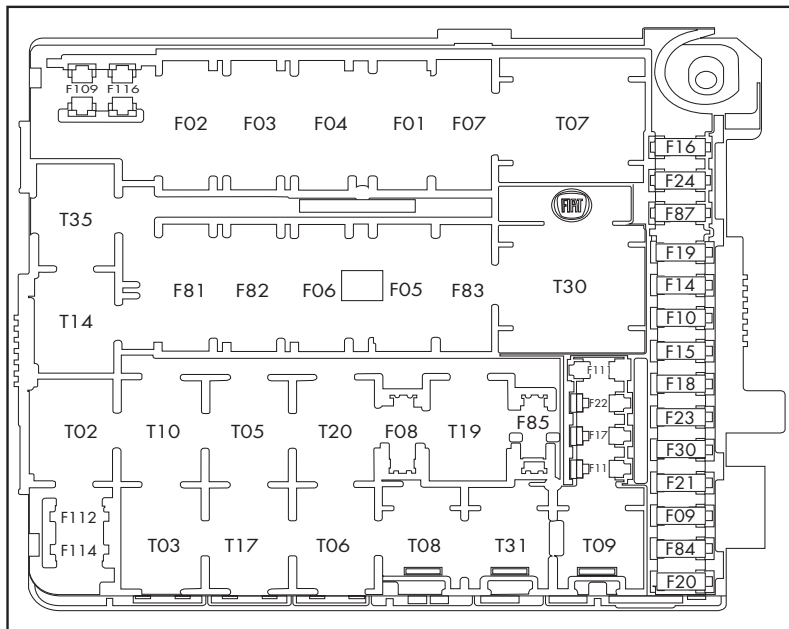 F109 F116
F02 F03 F04 F01 F07 T07
F16
F24
F87
T35
FIAT
F19
F14
F81 F82 F06 F05 F83 T30
T14
F10
F15
F111
F18
F22
F23
T02 T10 T05 T20 F08 T19 F85
F17
F30
F11
F21
F112
F09
F114
T03 T17 T06 T08 T31 T09
F84
F20